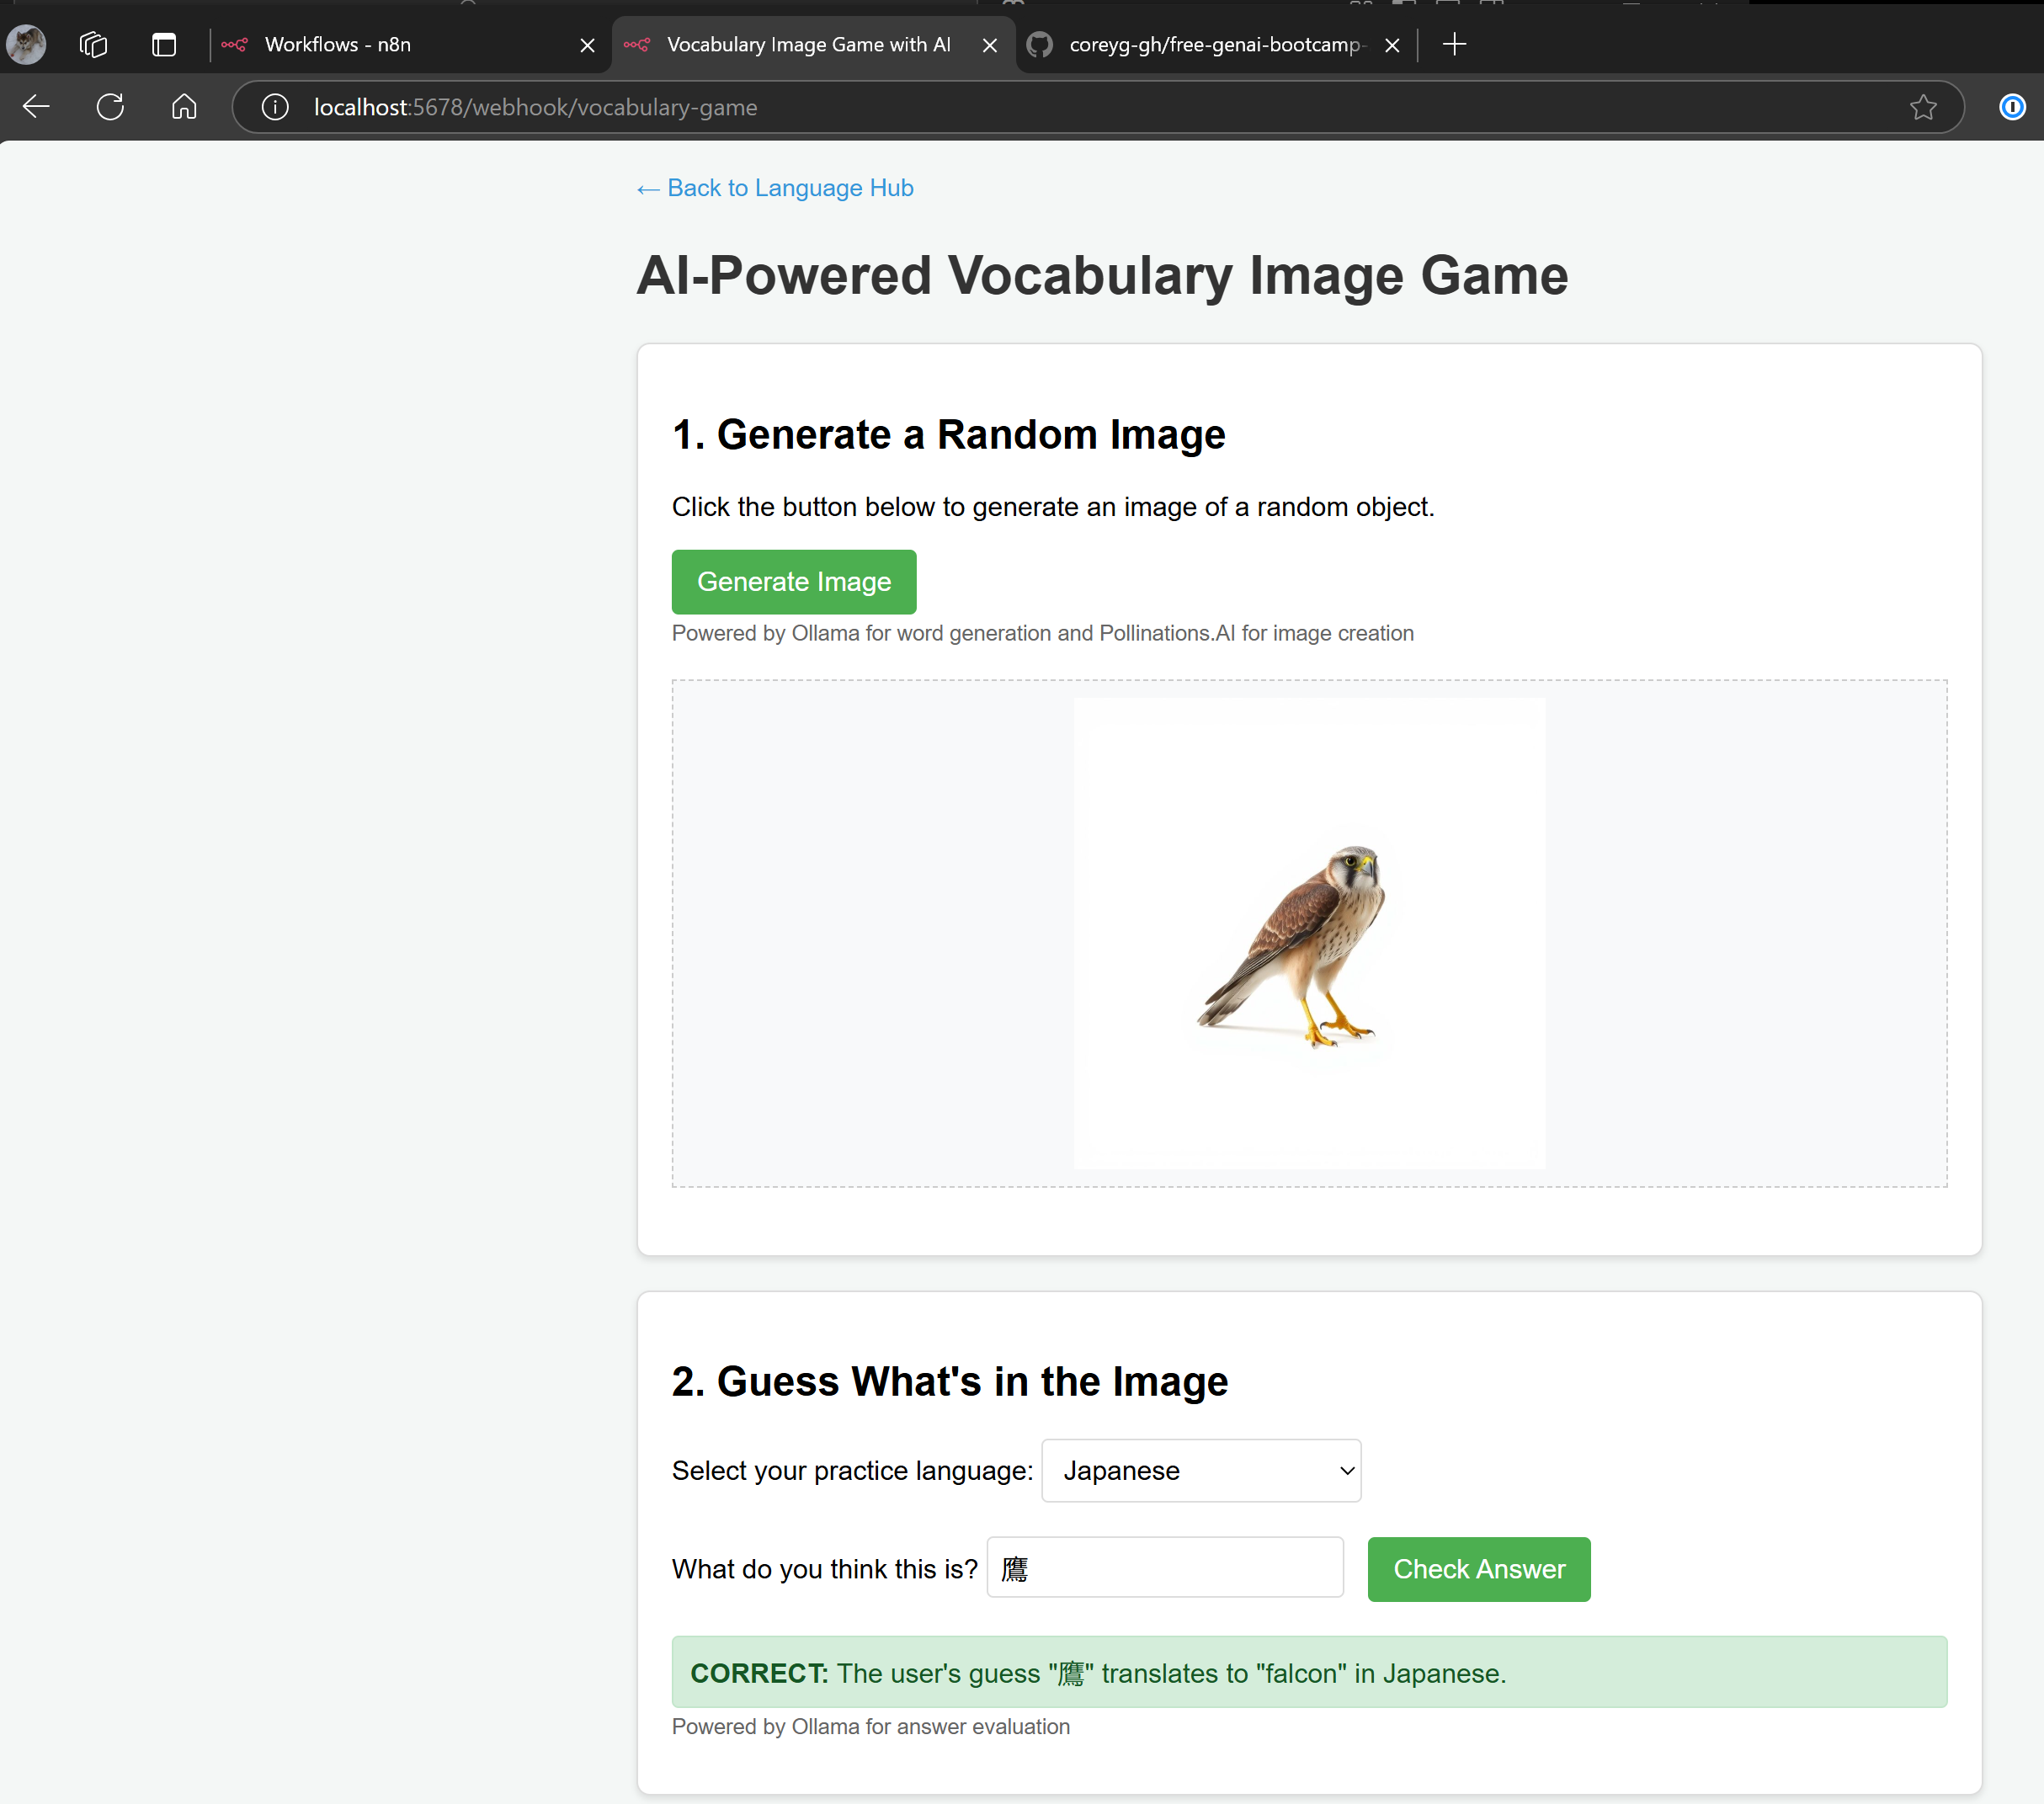 Workflows - n8n
Vocabulary Image Game with AI
coreyg-gh/free-genai-bootcamp-
localhost:5678/webhook/vocabulary-game
← Back to Language Hub
AI-Powered Vocabulary Image Game
1. Generate a Random Image
Click the button below to generate an image of a random object.
Generate Image
Powered by Ollama for word generation and Pollinations.AI for image creation
2. Guess What's in the Image
Select your practice language: Japanese
What do you think this is? 鷹 Check Answer
CORRECT: The user's guess "鷹" translates to "falcon" in Japanese.
Powered by Ollama for answer evaluation